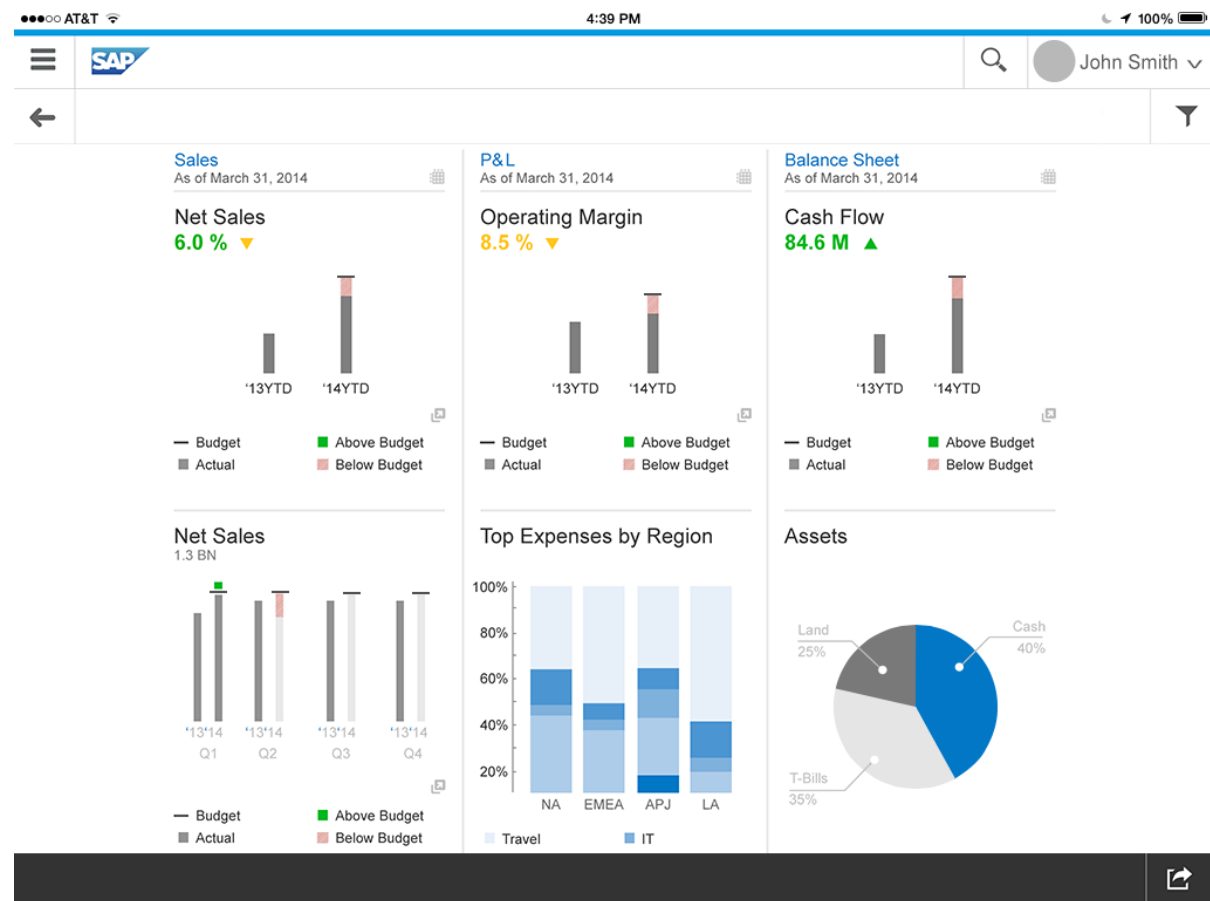 AT&T 4:39 PM 100%
SAP John Smith
Sales
As of March 31, 2014
Net Sales
6.0 %
'13YTD '14YTD
Budget Above Budget
Actual Below Budget
P&L
As of March 31, 2014
Operating Margin
8.5 %
'13YTD '14YTD
Budget Above Budget
Actual Below Budget
Balance Sheet
As of March 31, 2014
Cash Flow
84.6 M
'13YTD '14YTD
Budget Above Budget
Actual Below Budget
Net Sales
1.3 BN
'13 '14 '13 '14 '13 '14 '13 '14
Q1 Q2 Q3 Q4
Budget Above Budget
Actual Below Budget
Top Expenses by Region
100%
80%
60%
40%
20%
NA EMEA APJ LA
Travel IT
Assets
Land Cash
25% 40%
T-Bills
35%